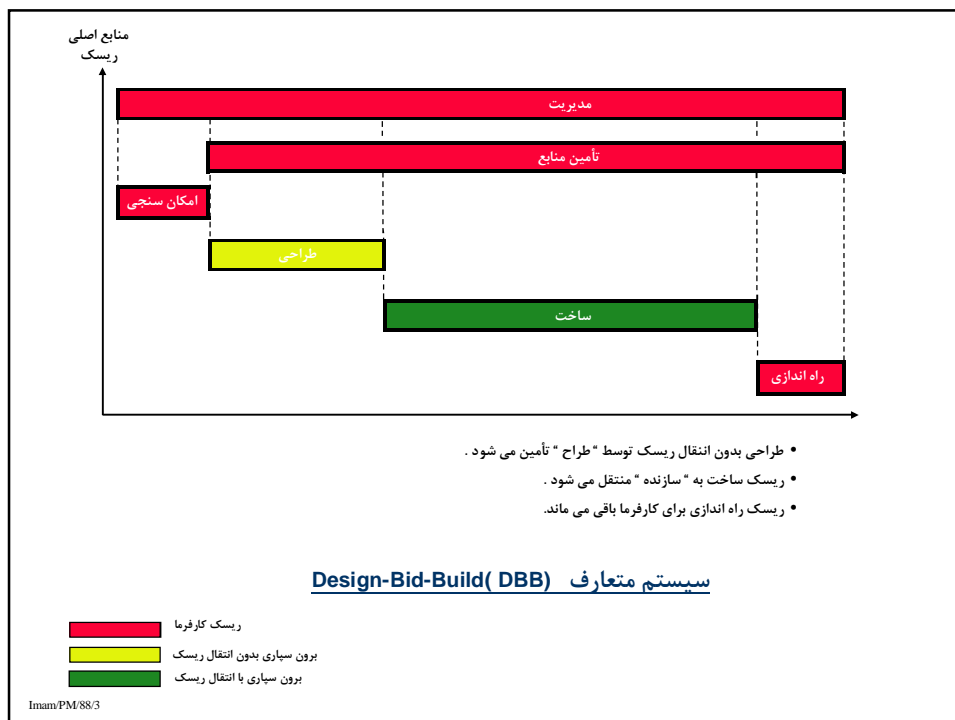 منابع اصلی
ریسک
مدیریت
تأمین منابع
امکان سنجی
طراحی
ساخت
راه اندازی
• طراحی بدون انتقال ریسک توسط “ طراح “ تأمین می شود .
• ریسک ساخت به “ سازنده “ منتقل می شود .
• ریسک راه اندازی برای کارفرما باقی می ماند.
سیستم متعارف Design-Bid-Build( DBB)
ریسک کارفرما
برون سپاری بدون انتقال ریسک
برون سپاری با انتقال ریسک
Imam/PM/88/3